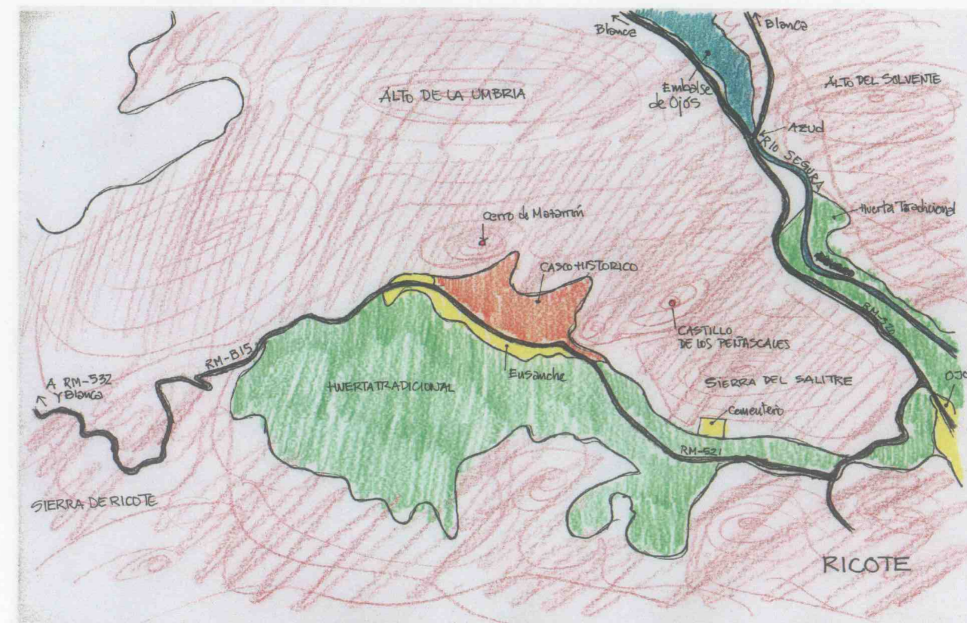 Blanca
Blanca
ALTO DE LA UMBRIA
Embalse
de Ojós
ALTO DEL SOLVENTE
AZUD
RIO SEGURA
Huerta Tradicional
Cerro de Mazarrón
CASCO HISTORICO
CASTILLO
DE LOS PEÑASCALES
RM-B15
Ensanche
HUERTA TRADICIONAL
SIERRA DEL SALITRE
OJO
A RM-532
y Blanca
Cementerio
RM-521
SIERRA DE RICOTE
RICOTE